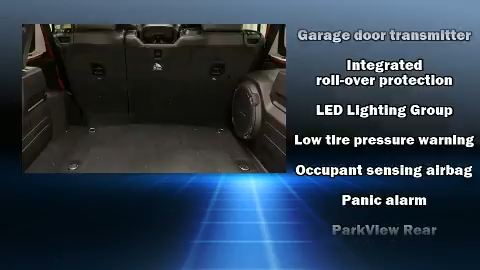 Garage door transmitter
Integrated
roll-over protection
LED Lighting Group
Low tire pressure warning
Occupant sensing airbag
Panic alarm
ParkView Rear